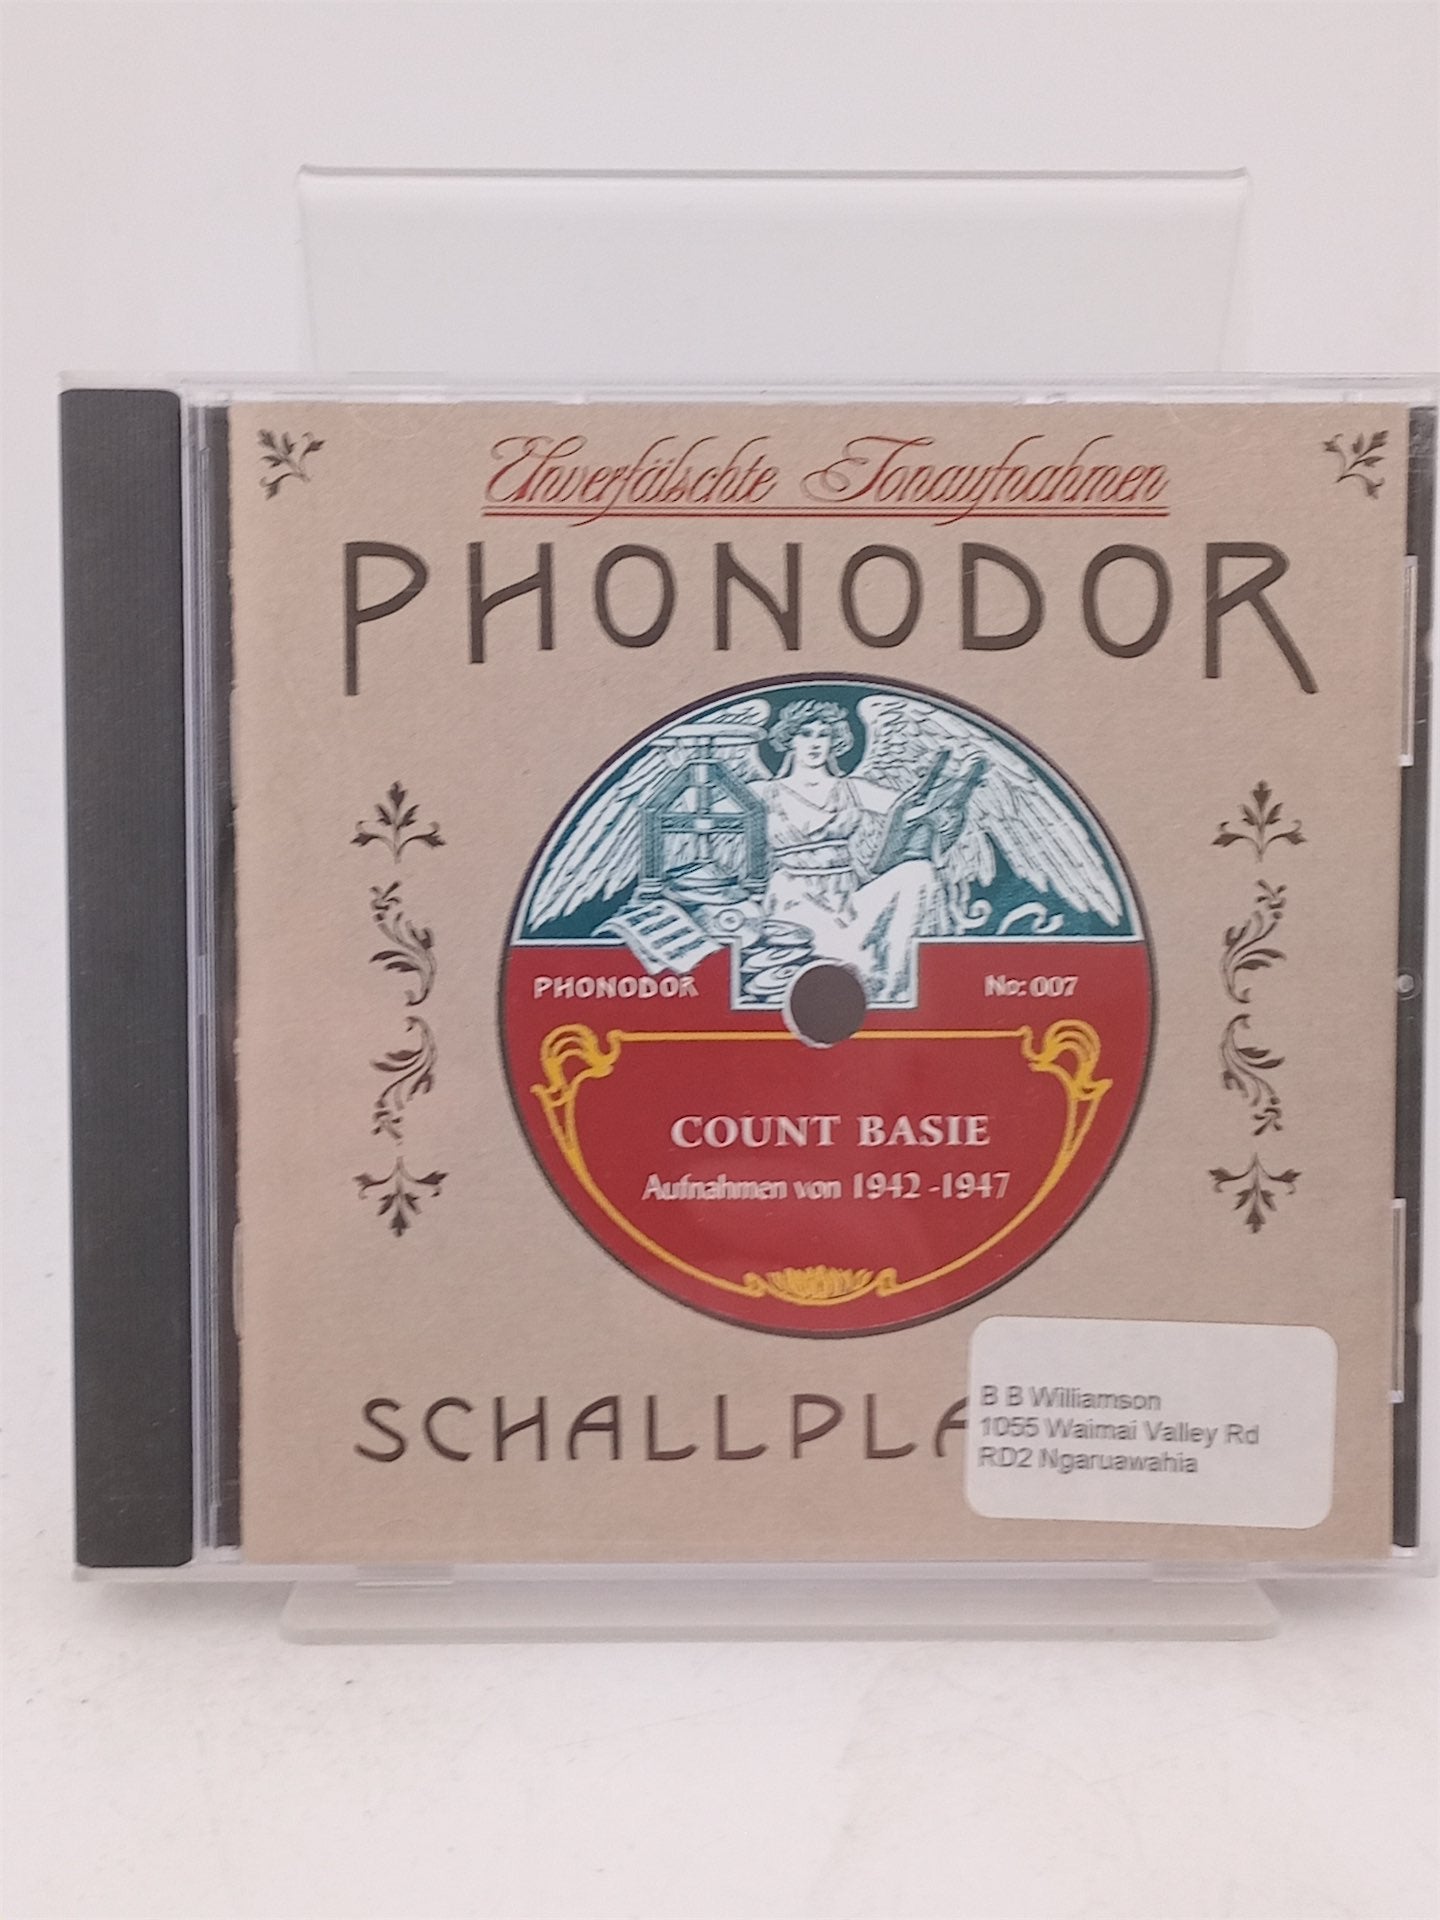 Unverfälschte Tonaufnahmen
PHONODOR
PHONODOR No: 007
COUNT BASIE
Aufnahmen von 1942-1947
SCHALLPLA
B B Williamson
1055 Waimai Valley Rd
RD2 Ngaruawahia